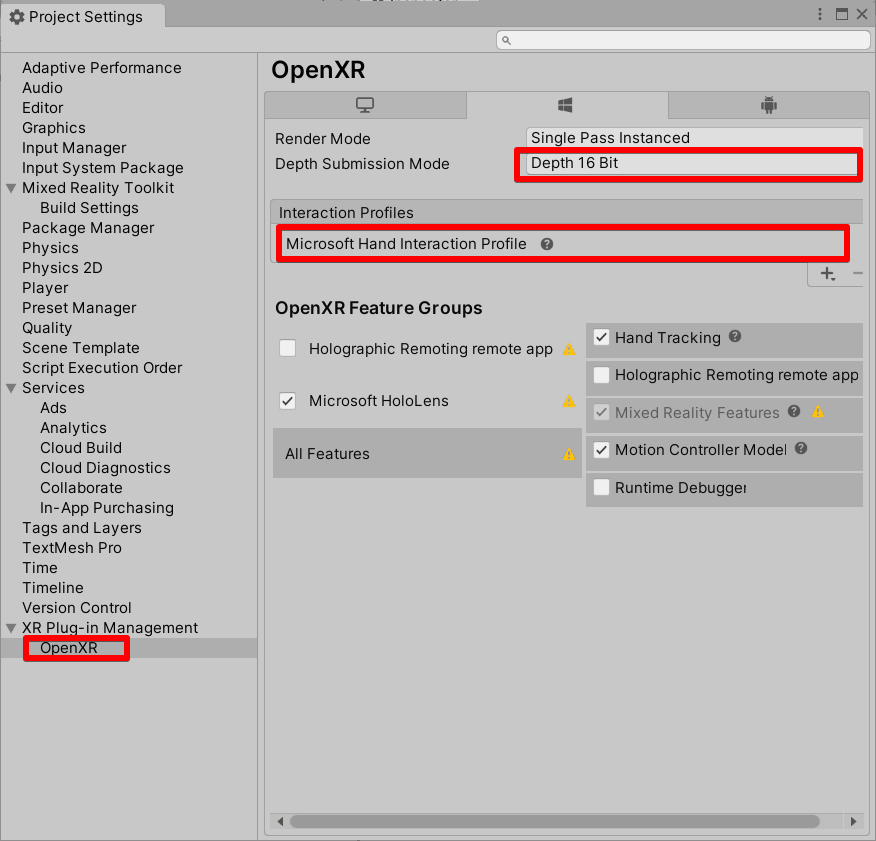 Project Settings
Adaptive Performance
Audio
Editor
Graphics
Input Manager
Input System Package
Mixed Reality Toolkit
Build Settings
Package Manager
Physics
Physics 2D
Player
Preset Manager
Quality
Scene Template
Script Execution Order
Services
Ads
Analytics
Cloud Build
Cloud Diagnostics
Collaborate
In-App Purchasing
Tags and Layers
TextMesh Pro
Time
Timeline
Version Control
XR Plug-in Management
OpenXR
OpenXR
Render Mode Single Pass Instanced
Depth Submission Mode Depth 16 Bit
Interaction Profiles
Microsoft Hand Interaction Profile
OpenXR Feature Groups
Holographic Remoting remote app
Microsoft HoloLens
All Features
Hand Tracking
Holographic Remoting remote app
Mixed Reality Features
Motion Controller Model
Runtime Debugger